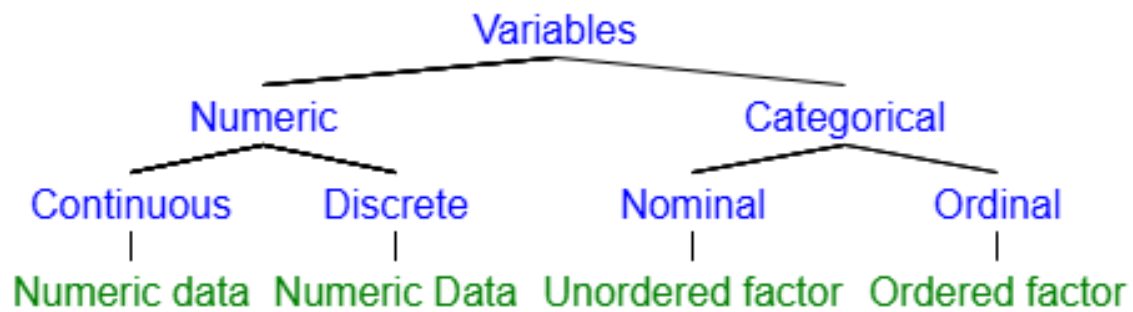 Variables
Numeric Categorical
Continuous Discrete Nominal Ordinal
Numeric data Numeric Data Unordered factor Ordered factor